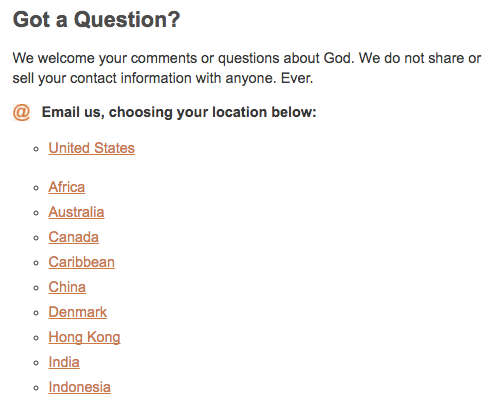 Got a Question?
We welcome your comments or questions about God. We do not share or
sell your contact information with anyone. Ever.
@ Email us, choosing your location below:
United States
Africa
Australia
Canada
Caribbean
China
Denmark
Hong Kong
India
Indonesia